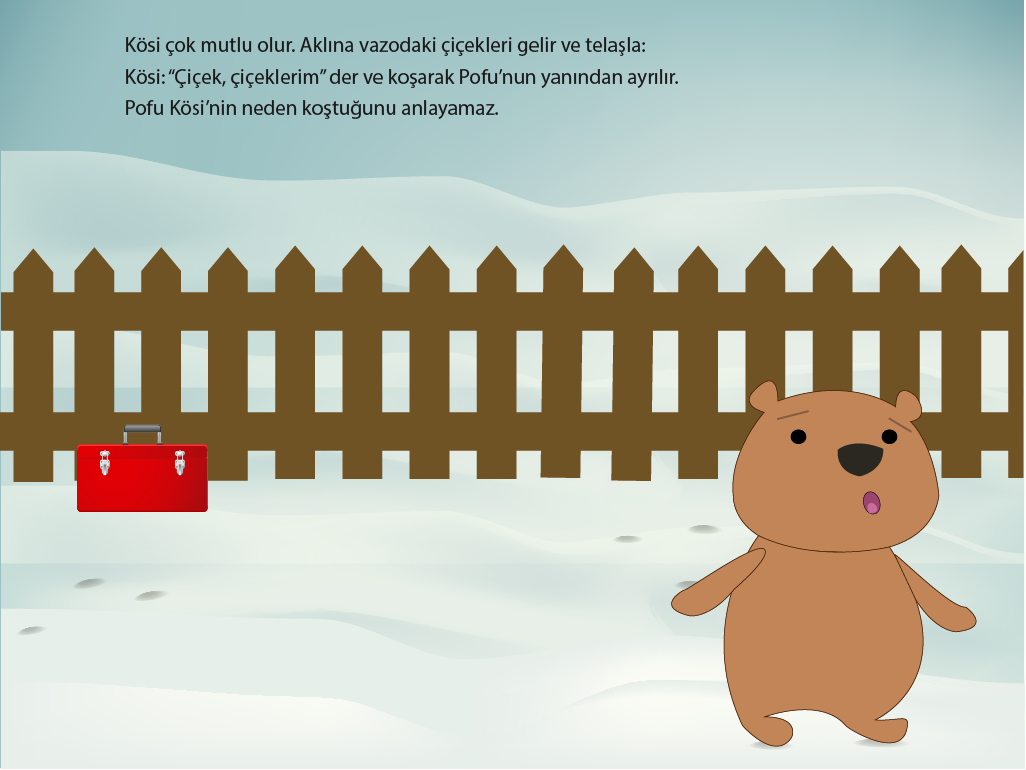 Kösi çok mutlu olur. Aklına vazodaki çiçekleri gelir ve telaşla:
Kösi: “Çiçek, çiçeklerim” der ve koşarak Pofu’nun yanından ayrılır.
Pofu Kösi’nin neden koştuğunu anlayamaz.